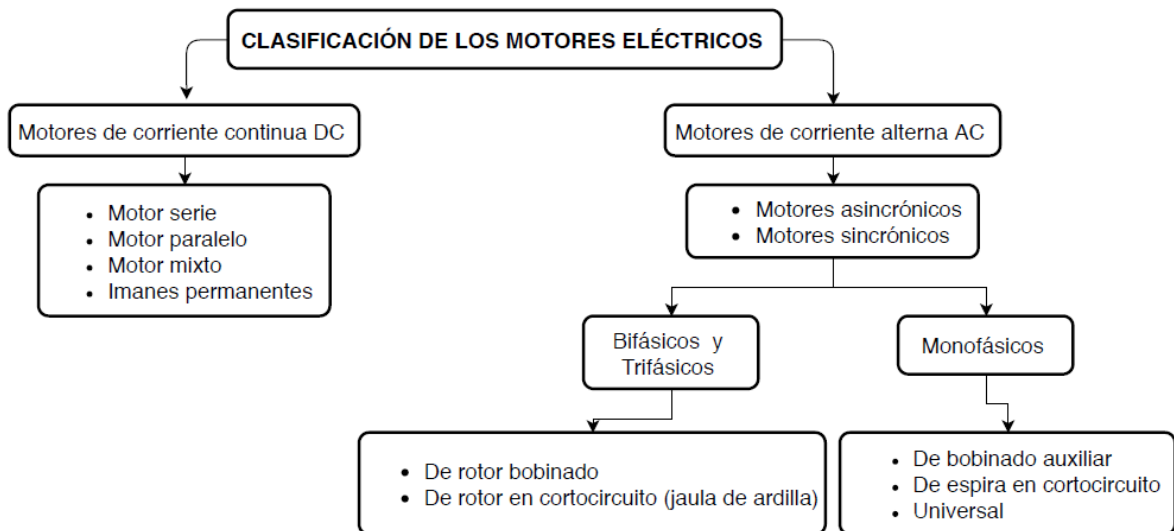 CLASIFICACIÓN DE LOS MOTORES ELÉCTRICOS
Motores de corriente continua DC
Motores de corriente alterna AC
• Motor serie
• Motor paralelo
• Motor mixto
• Imanes permanentes
• Motores asincrónicos
• Motores sincrónicos
Bifásicos y
Trifásicos
Monofásicos
• De rotor bobinado
• De rotor en cortocircuito (jaula de ardilla)
• De bobinado auxiliar
• De espira en cortocircuito
• Universal